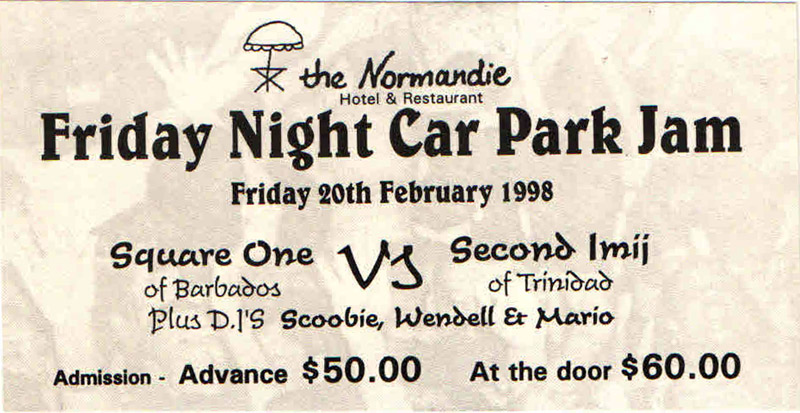 the Normandie
Hotel & Restaurant
Friday Night Car Park Jam
Friday 20th February 1998
Square One Vs Second Imij
of Barbados of Trinidad
Plus D.J'S Scoobie, Wendell & Mario
Admission - Advance $50.00 At the door $60.00